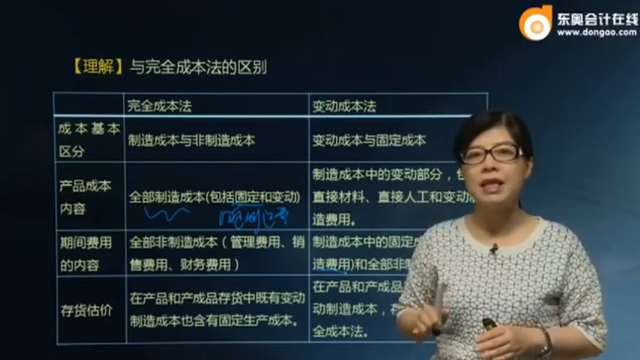 东奥会计在线
www.dongao.com
【理解】与完全成本法的区别
完全成本法
变动成本法
成本基本
区分
制造成本与非制造成本
变动成本与固定成本
产品成本
内容
全部制造成本(包括固定和变动)
制造成本中的变动部分，包
直接材料、直接人工和变动制
造费用。
期间费用
的内容
全部非制造成本（管理费用、销
售费用、财务费用）
制造成本中的固定
造费用)和全部非
存货估价
在产品和产成品存货中既有变动
制造成本也含有固定生产成本。
在产品和产成品
动制造成本，
全成本法。